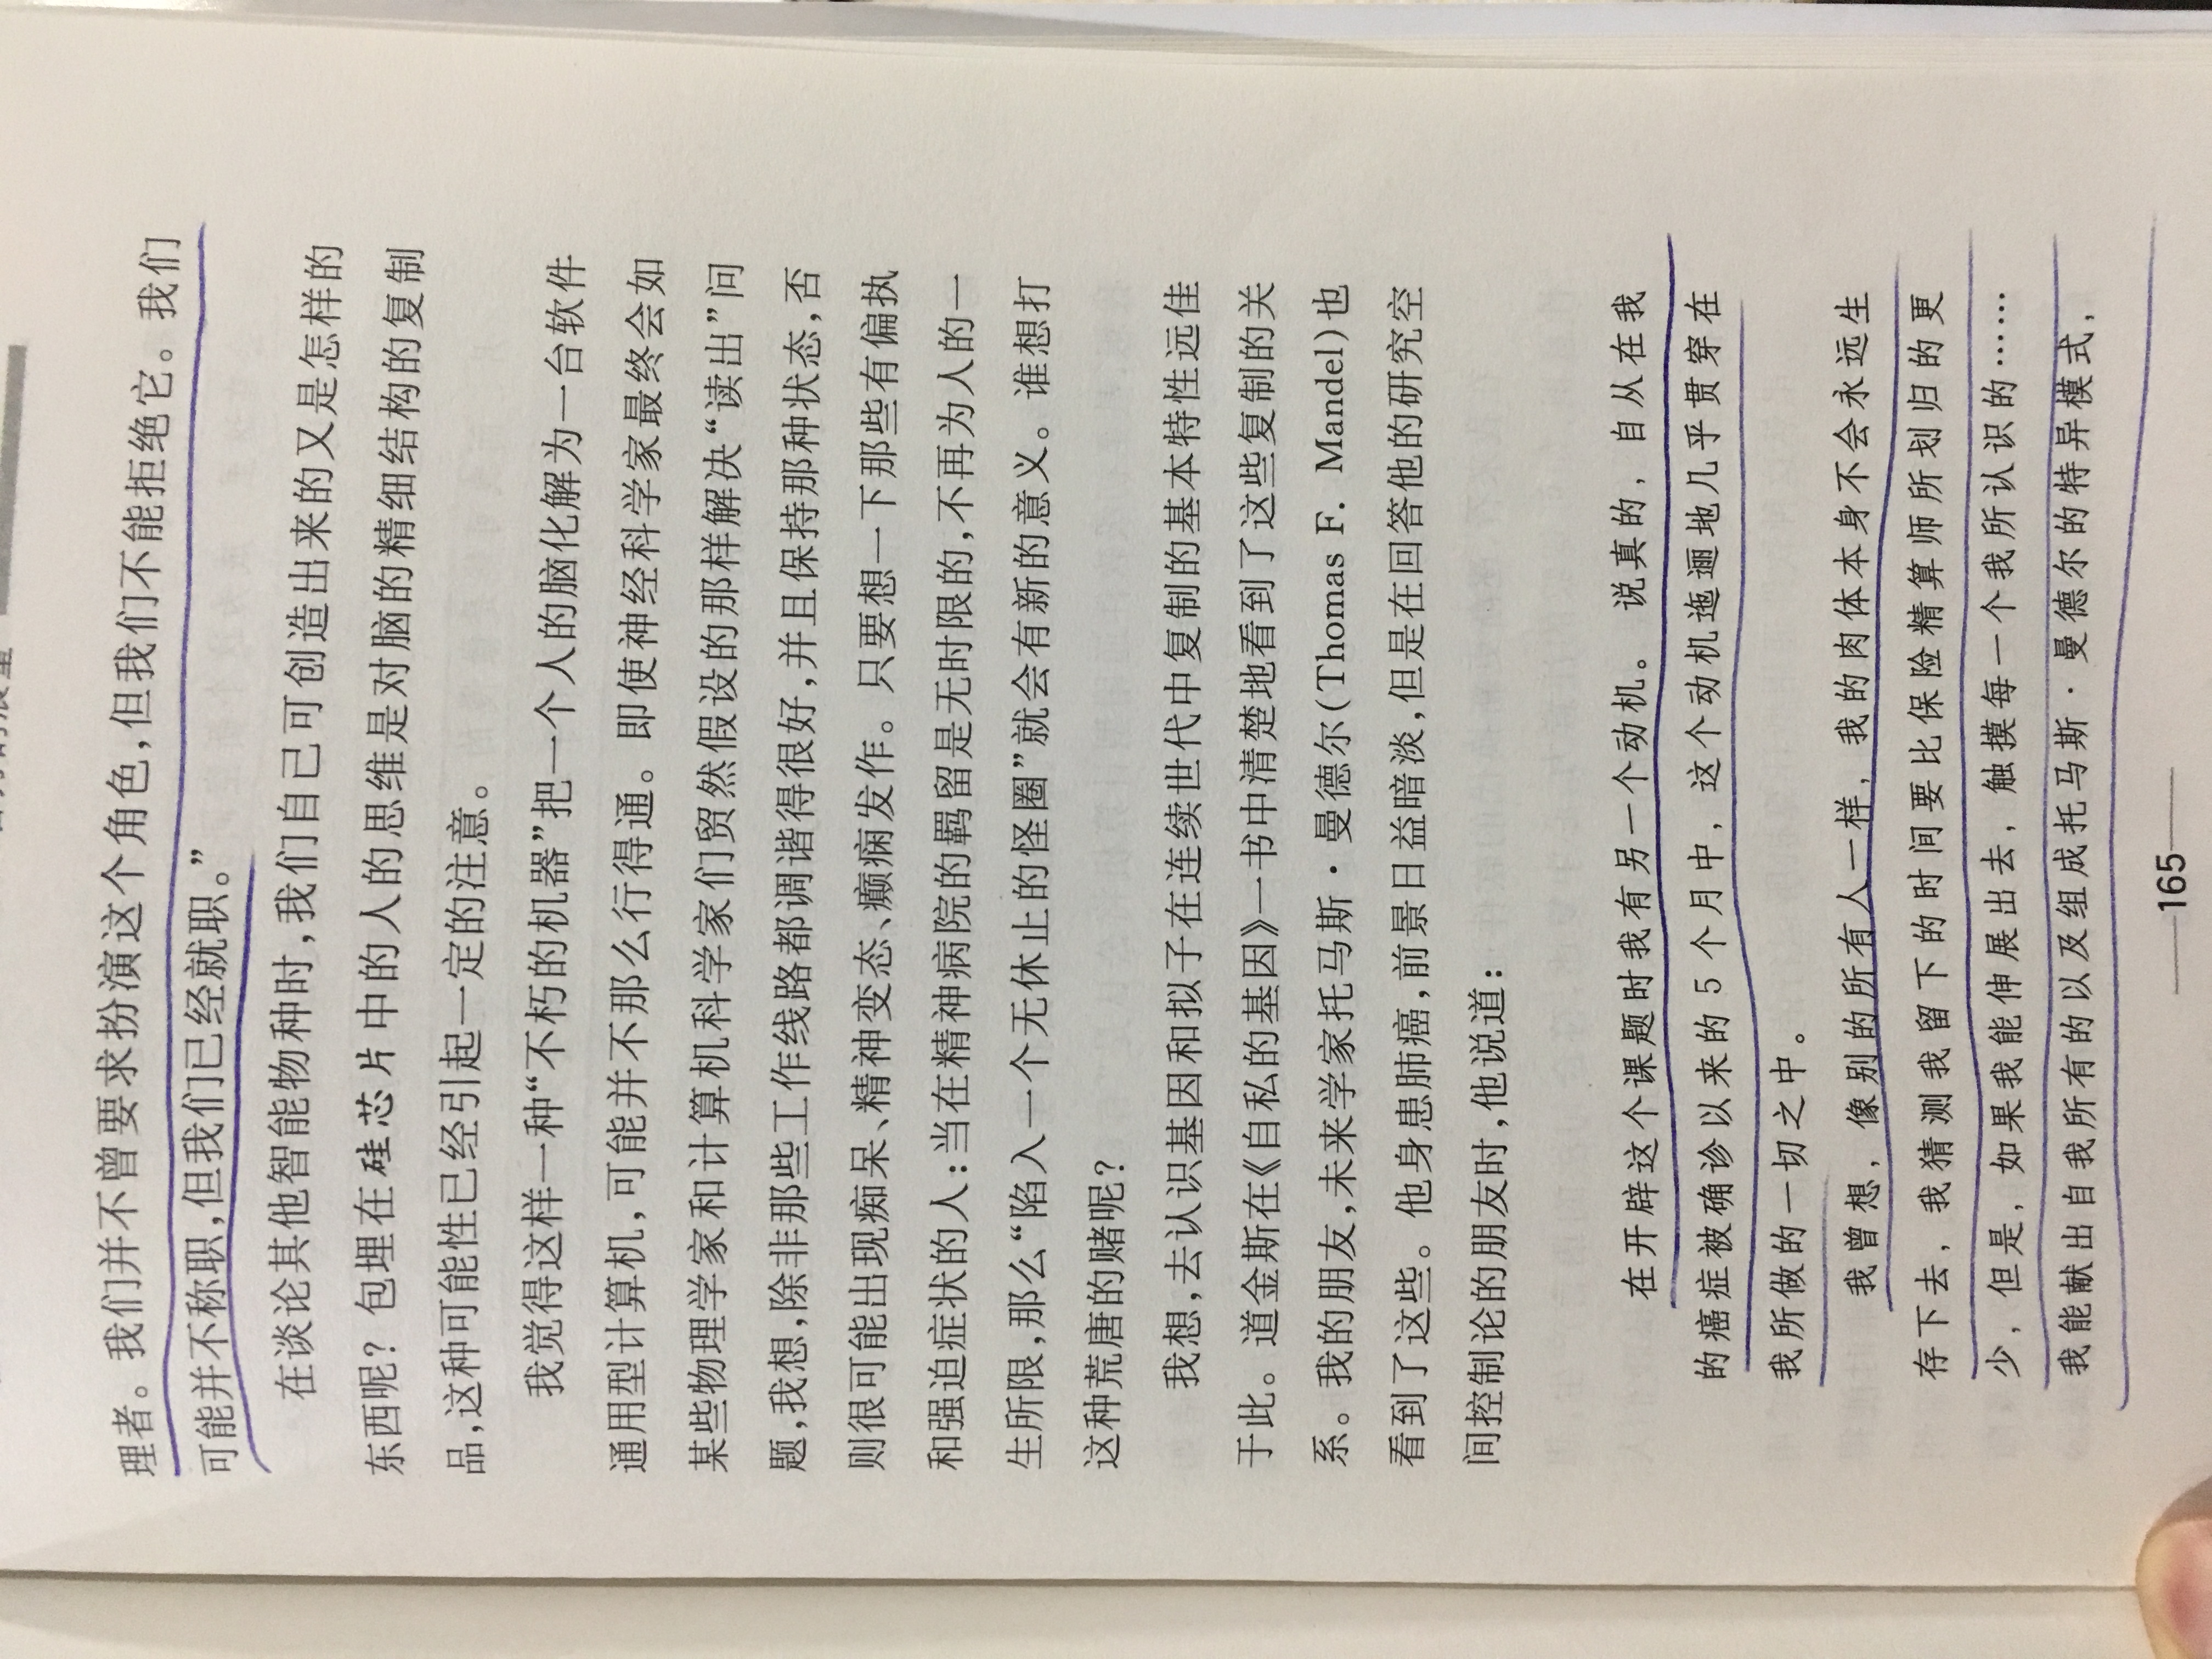 理者。我们并不曾要求扮演这个角色,但我们不能拒绝它。我们
可能并不称职,但我们已经就职。”
在谈论其他智能物种时,我们自己可创造出来的又是怎样的
东西呢?包埋在硅芯片中的人的思维是对脑的精细结构的复制
品,这种可能性已经引起一定的注意。
我觉得这样一种“不朽的机器”把一个人的脑化解为一台软件
通用型计算机,可能并不那么行得通。即使神经科学家最终会如
某些物理学家和计算机科学家们贸然假设的那样解决“读出”问
题,我想,除非那些工作线路都调谐得很好,并且保持那种状态,否
则很可能出现痴呆、精神变态、癫痫发作。只要想一下那些有偏执
和强迫症状的人:当在精神病院的羁留是无时限的,不再为人的一
生所限,那么“陷入一个无休止的怪圈”就会有新的意义。谁想打
这种荒唐的赌呢?
我想,去认识基因和拟子在连续世代中复制的基本特性远佳
于此。道金斯在《自私的基因》一书中清楚地看到了这些复制的关
系。我的朋友,未来学家托马斯·曼德尔(Thomas F. Mandel)也
看到了这些。他身患肺癌,前景日益暗淡,但是在回答他的研究空
间控制论的朋友时,他说道:
在开辟这个课题时我有另一个动机。说真的,自从在我
的癌症被确诊以来的5个月中,这个动机迤逦地几乎贯穿在
我所做的一切之中。
我曾想,像别的所有人一样,我的肉体本身不会永远生
存下去,我猜测我留下的时间要比保险精算师所划归的更
少,但是,如果我能伸展出去,触摸每一个我所认识的……
我能献出自我所有的以及组成托马斯·曼德尔的特异模式,
165